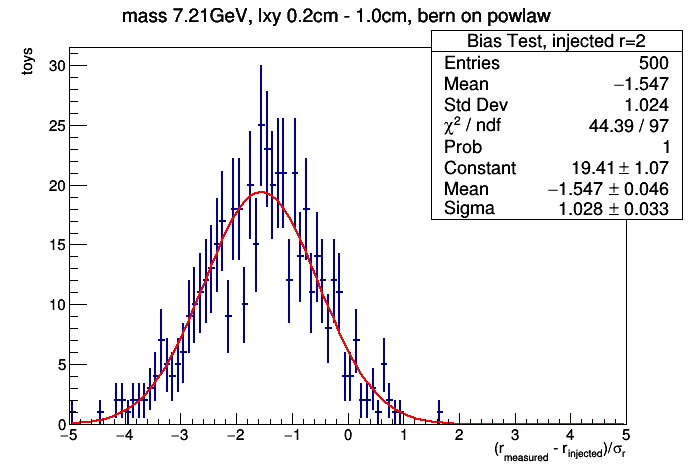 mass 7.21GeV, lxy 0.2cm - 1.0cm, bern on powlaw
Bias Test, injected r=2
Entries 500
Mean −1.547
Std Dev 1.024
χ² / ndf 44.39 / 97
Prob 1
Constant 19.41 ± 1.07
Mean −1.547 ± 0.046
Sigma 1.028 ± 0.033
toys
30
25
20
15
10
5
0
−5 −4 −3 −2 −1 0 1 2 3 4 5
(r_measured - r_injected)/σ_r